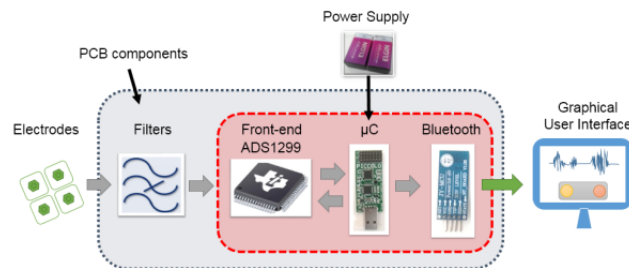 Power Supply
PCB components
Electrodes
Filters
Front-end
ADS1299
µC
Bluetooth
Graphical
User Interface